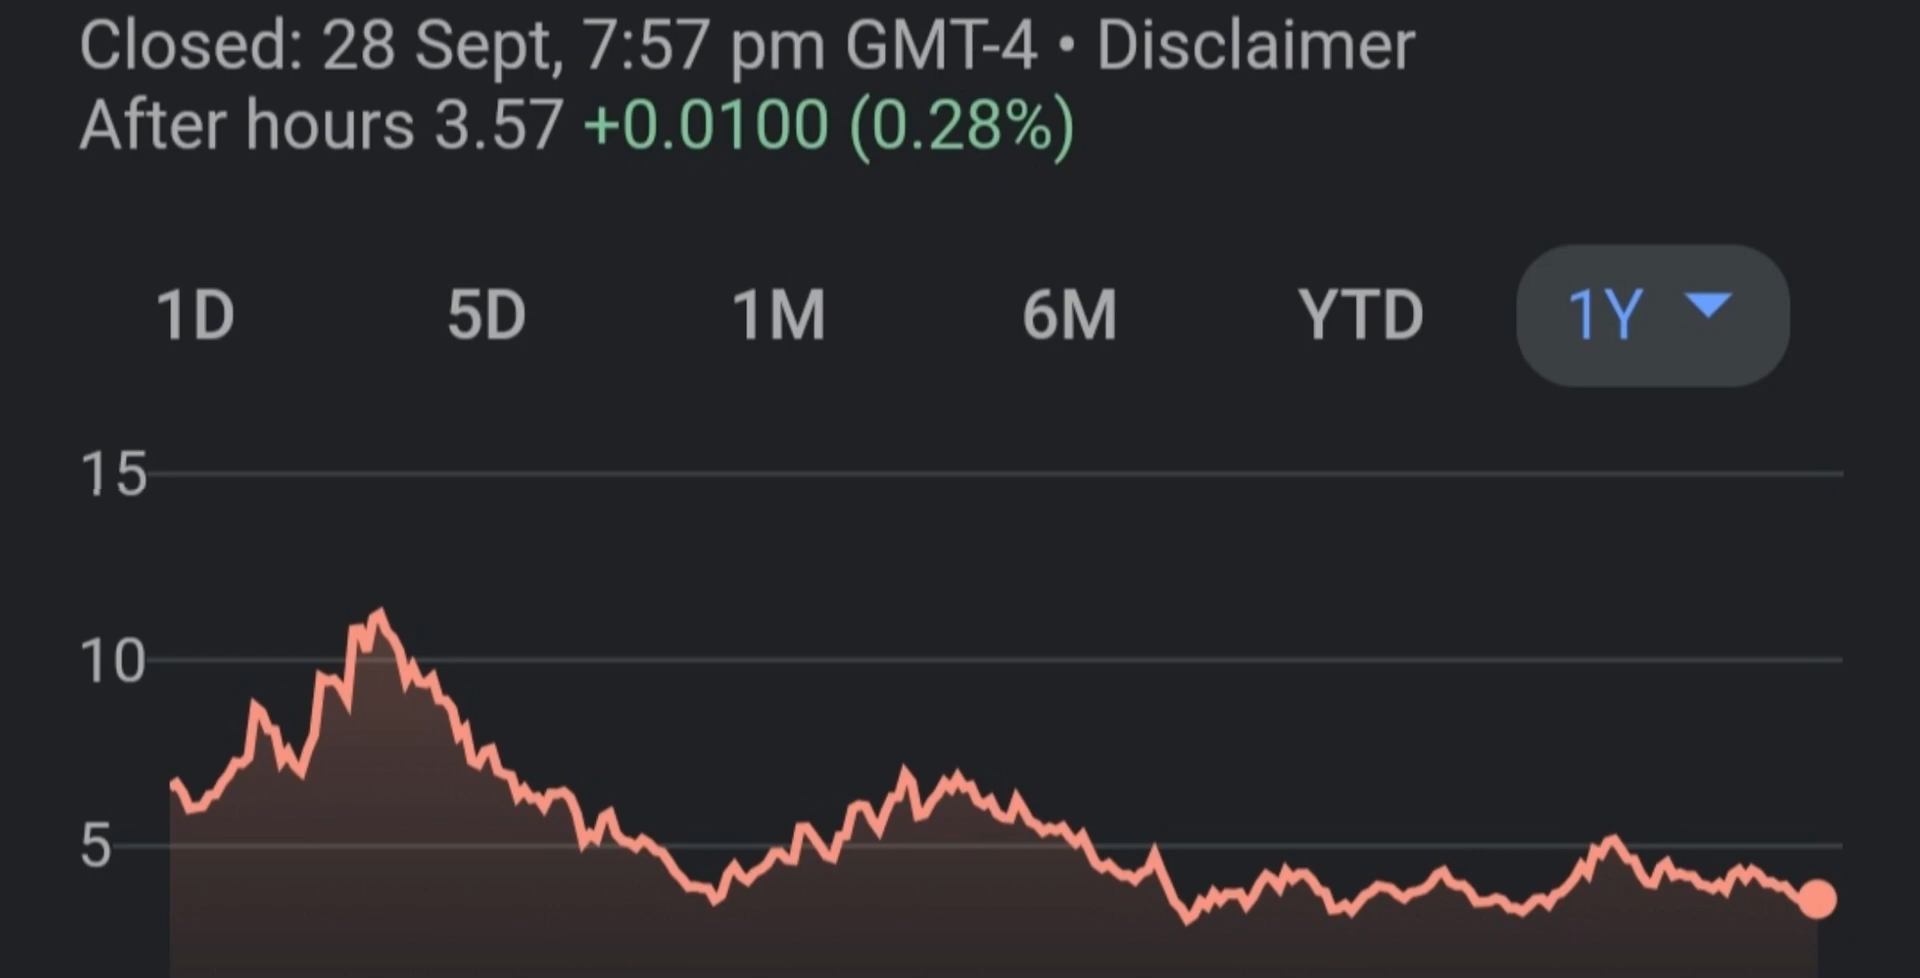 Closed: 28 Sept, 7:57 pm GMT-4 • Disclaimer
After hours 3.57 +0.0100 (0.28%)
1D 5D 1M 6M YTD 1Y
15
10
5